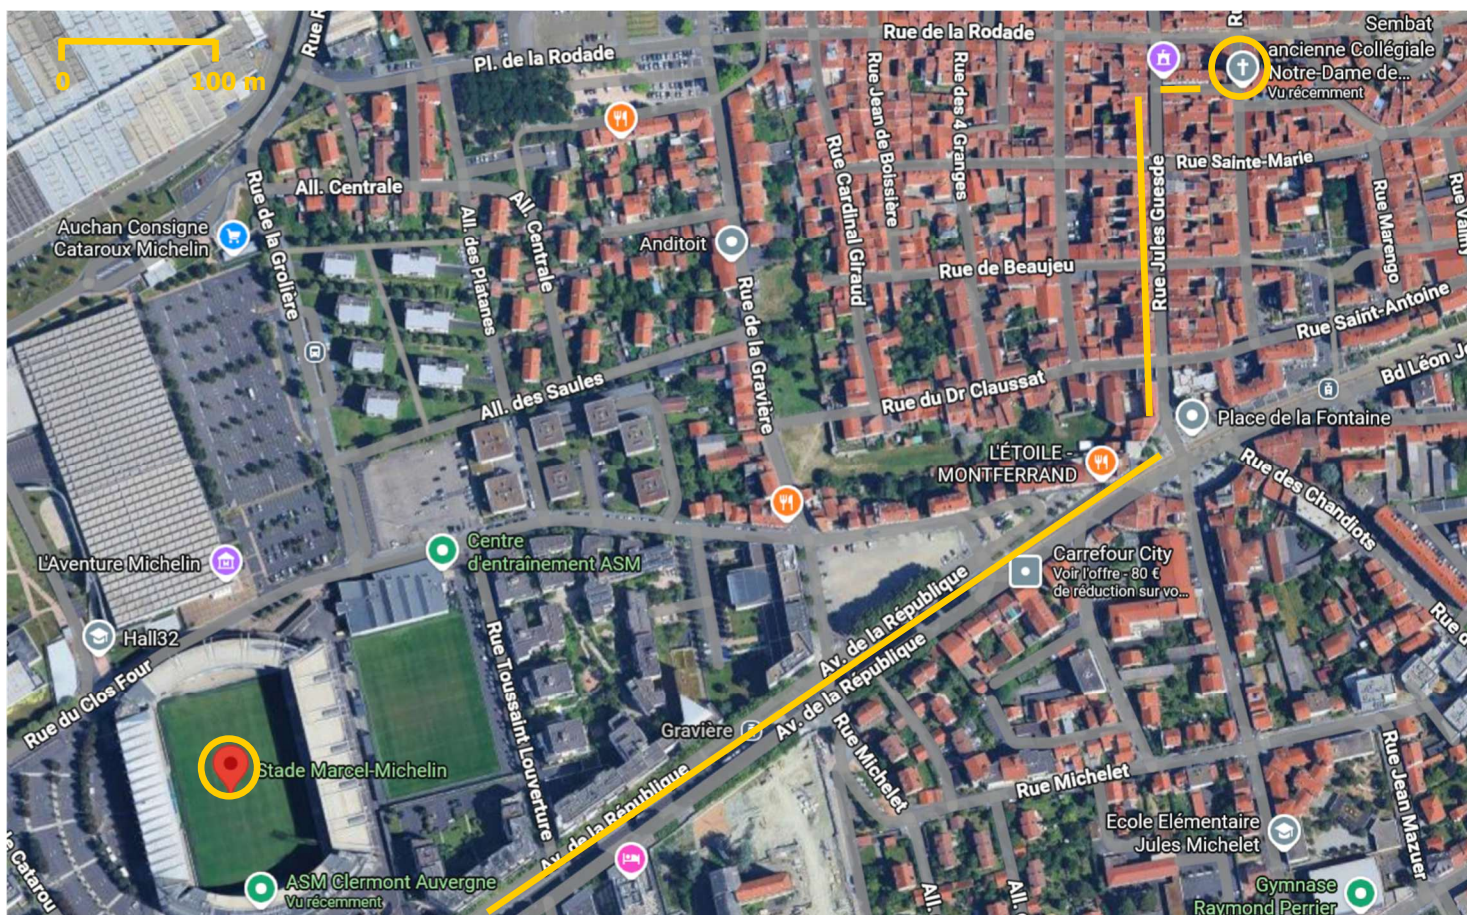 Sembat
Rue de la Rodade
ancienne Collégiale
Notre-Dame de...
Vu récemment
Pl. de la Rodade
0
100 m
Rue Jean de Boissière
Rue des 4 Granges
Rue Cardinal Giraud
Rue Sainte-Marie
Rue Jules Guesde
Rue Marengo
Rue Valmy
All. Centrale
Rue de la Grolière
All. des Platanes
All. Centrale
Auchan Consigne
Cataroux Michelin
Anditoit
Rue de Beaujeu
Rue Saint-Antoine
Rue de la Gravière
Bd Léon Je
All. des Saules
Rue du Dr Claussat
Place de la Fontaine
L'ÉTOILE -
MONTFERRAND
Rue des Chandiots
Centre
d'entraînement ASM
L'Aventure Michelin
Carrefour City
Voir l'offre - 80 €
de réduction sur vo...
Hall32
Av. de la République
Av. de la République
Rue du Clos Four
Rue Toussaint Louverture
Gravière
Rue Michelet
Stade Marcel-Michelin
Av. de la République
Rue Michelet
Rue Jean Mazuer
Ecole Elémentaire
Jules Michelet
ASM Clermont Auvergne
Vu récemment
All.
All.
Gymnase
Raymond Perrier